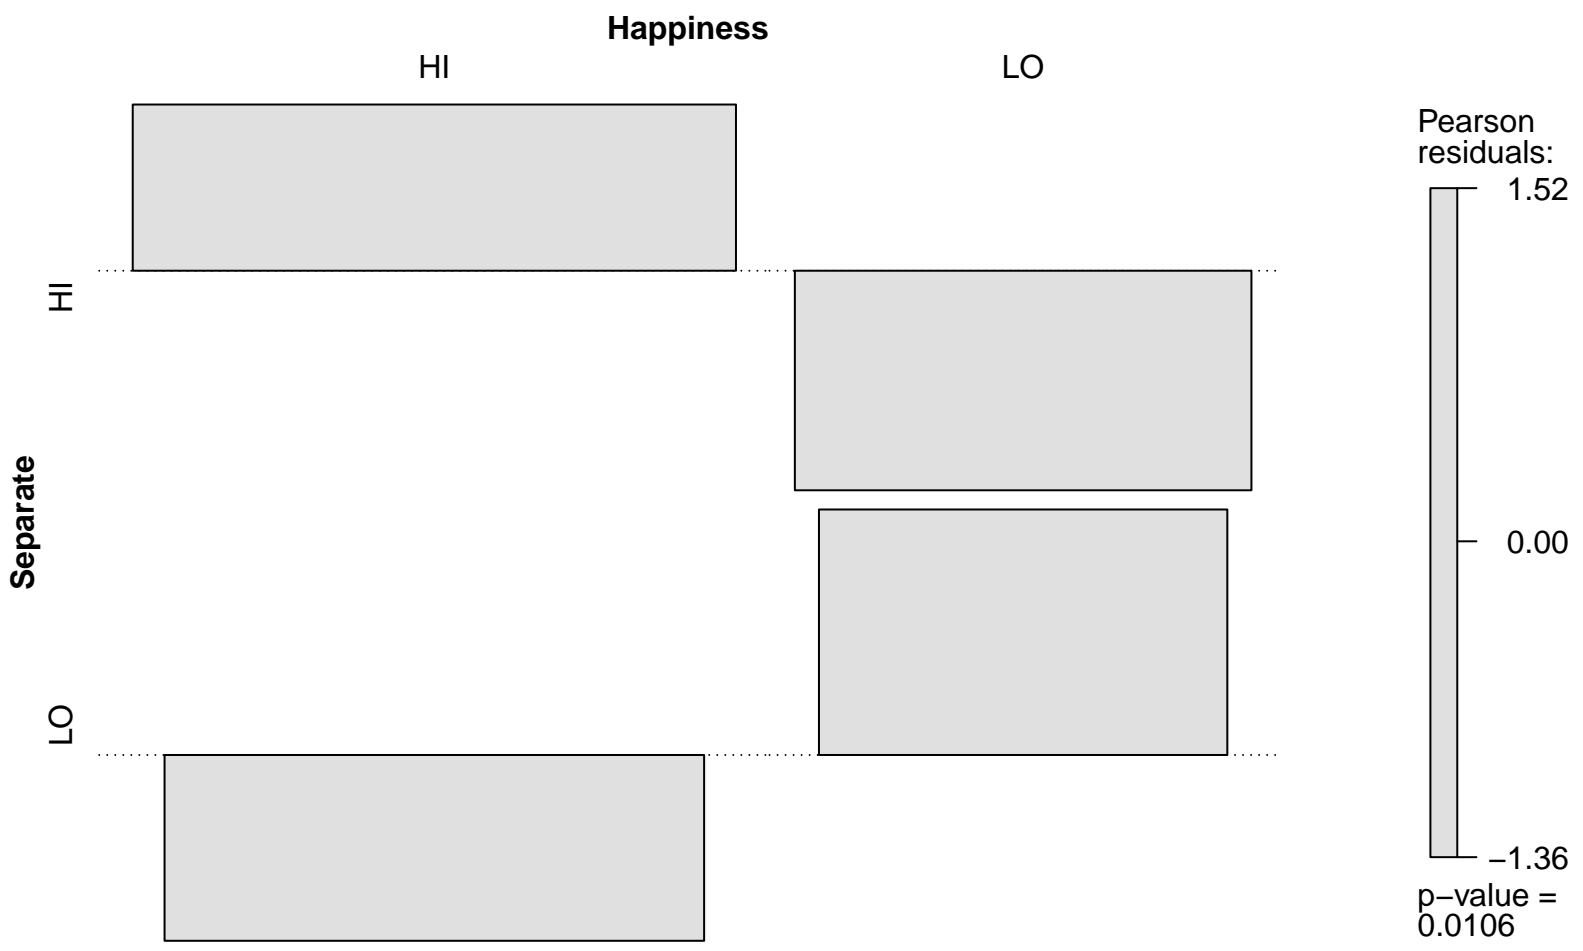 Happiness
HI
LO
Separate
HI
LO
Pearson
residuals:
1.52
0.00
−1.36
p−value =
0.0106